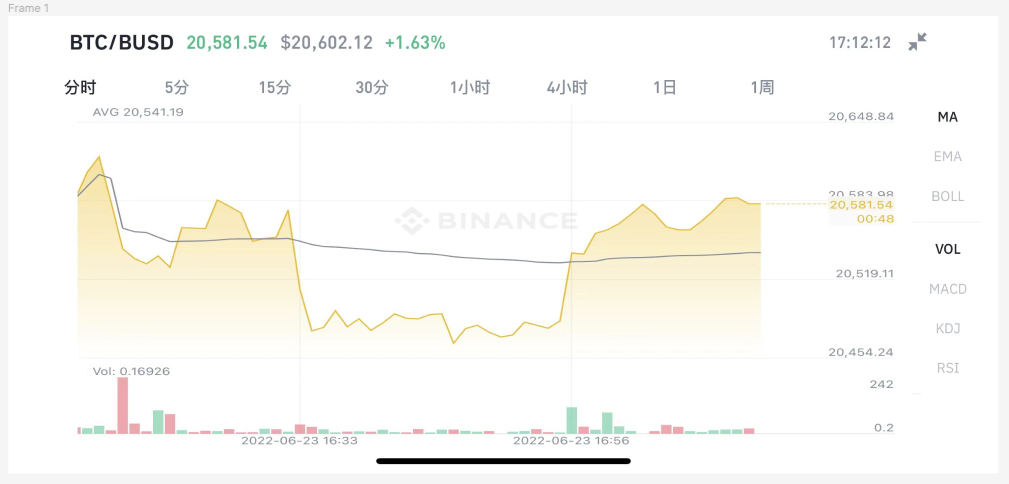 Frame 1
BTC/BUSD 20,581.54 $20,602.12 +1.63% 17:12:12
分时 5分 15分 30分 1小时 4小时 1日 1周
AVG 20,541.19
20,648.84
MA
EMA
20,583.98
BOLL
20,581.54
00:48
BINANCE
VOL
20,519.11
MACD
KDJ
20,454.24
RSI
Vol: 0.16926
242
0.2
2022-06-23 16:33 2022-06-23 16:56